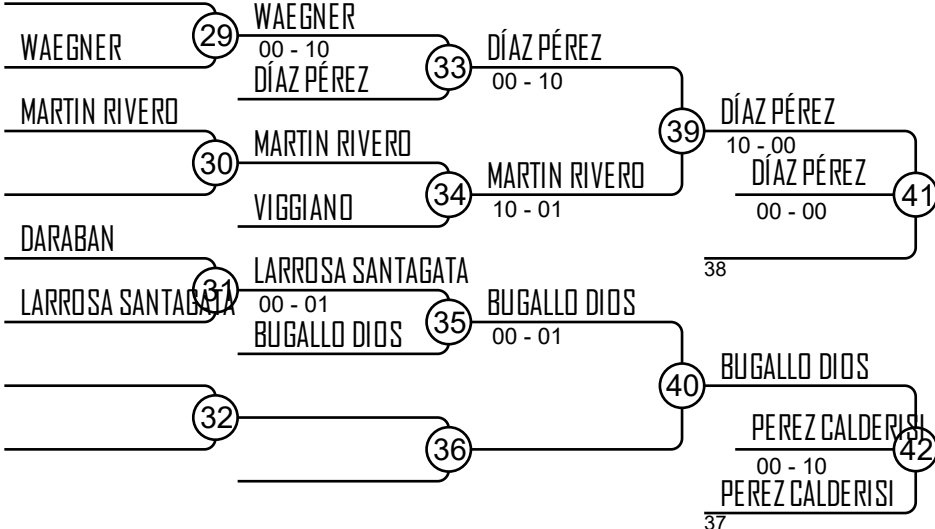 WAEGNER
29
WAEGNER
00 - 10
DÍAZ PÉREZ
33
DÍAZ PÉREZ
00 - 10
MARTIN RIVERO
30
MARTIN RIVERO
VIGGIANO
34
MARTIN RIVERO
10 - 01
39
DÍAZ PÉREZ
10 - 00
DÍAZ PÉREZ
00 - 00
41
38
DARABAN
LARROSA SANTAGATA
31
LARROSA SANTAGATA
00 - 01
BUGALLO DIOS
35
BUGALLO DIOS
00 - 01
32
36
40
BUGALLO DIOS
PEREZ CALDERISI
00 - 10
42
PEREZ CALDERISI
37